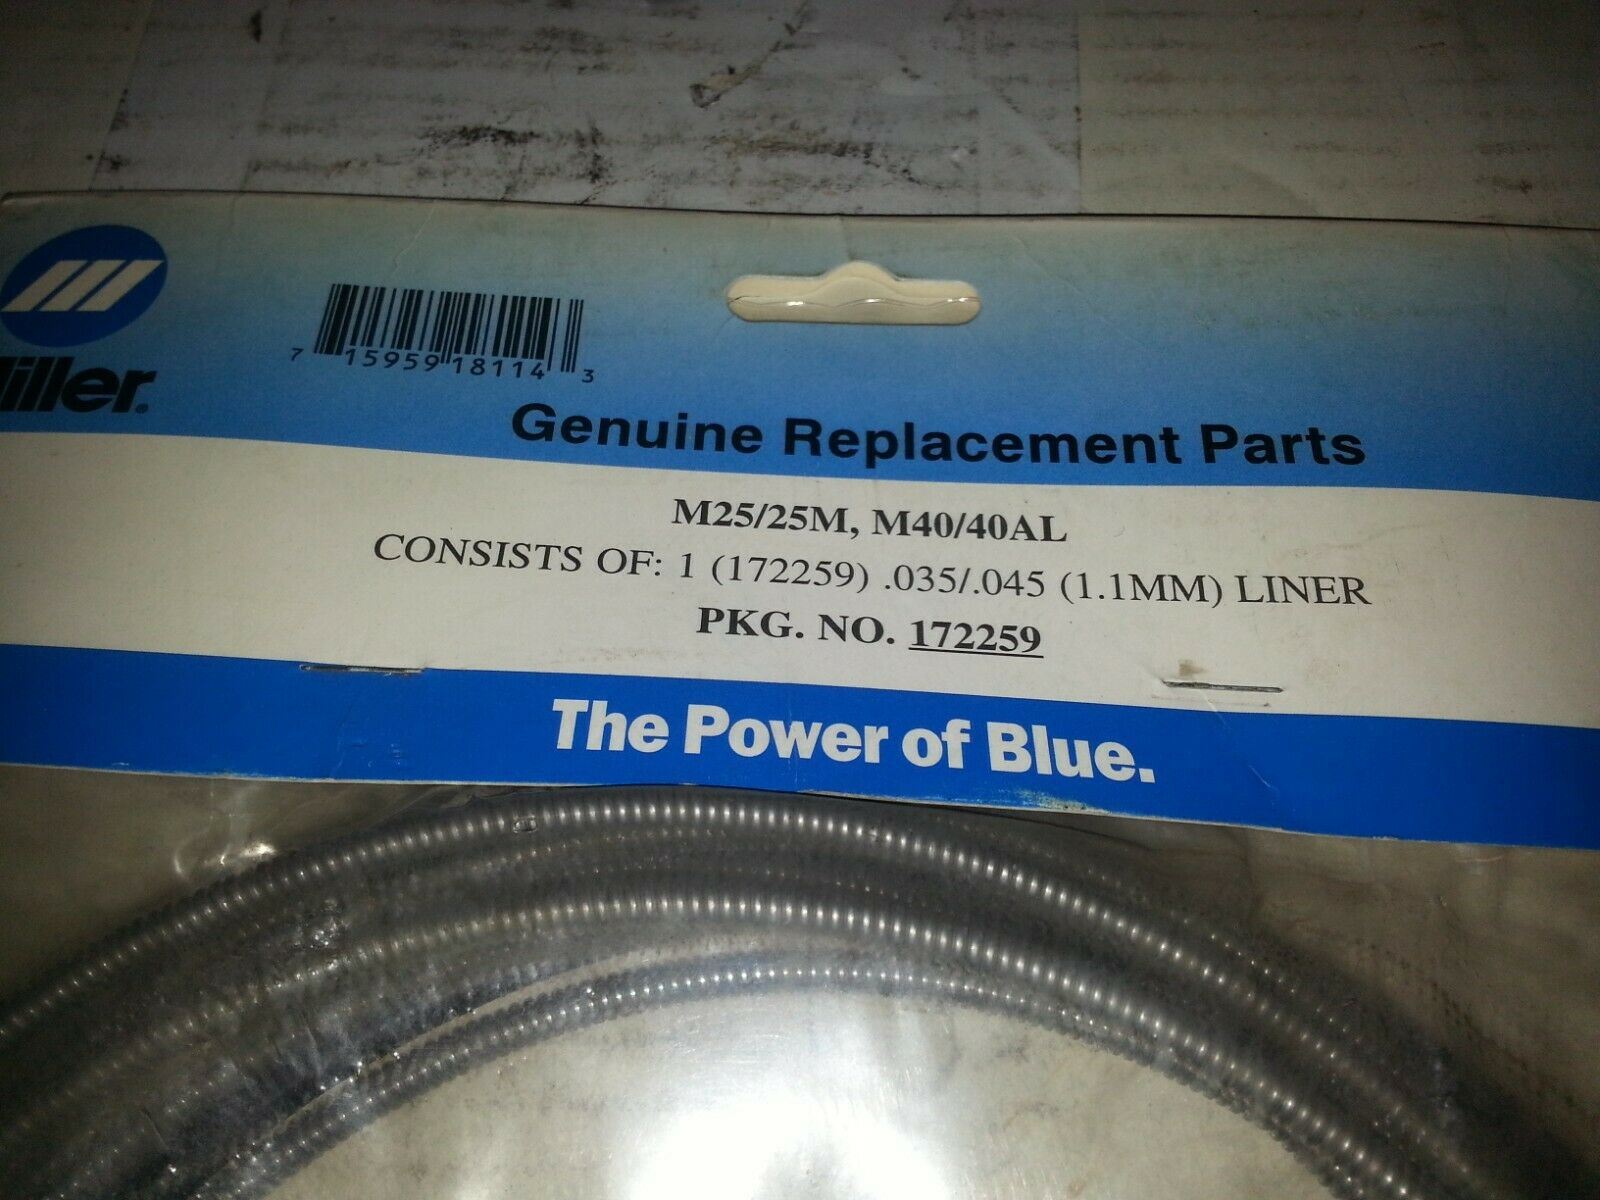 iller®
7 15959 18114 3
Genuine Replacement Parts
M25/25M, M40/40AL
CONSISTS OF: 1 (172259) .035/.045 (1.1MM) LINER
PKG. NO. 172259
The Power of Blue.